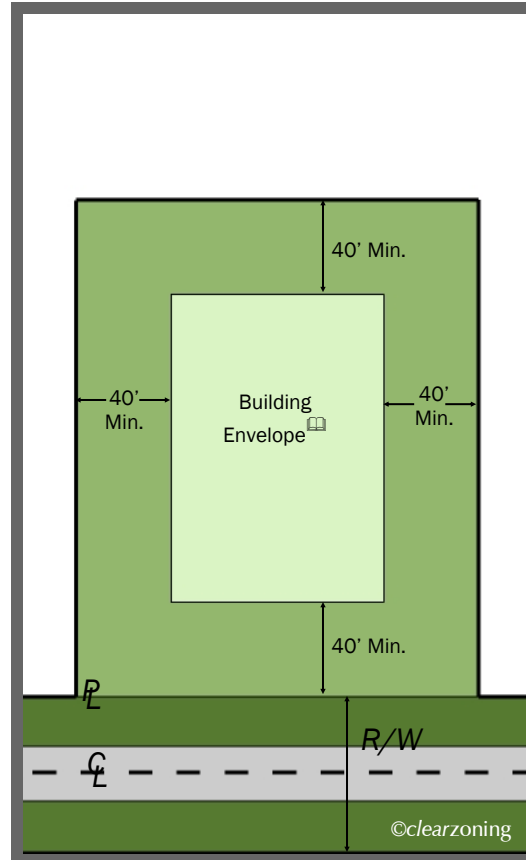 40’ Min.
40’
Min.
Building
Envelope
40’
Min.
40’ Min.
PL
R/W
CL
©clearzoning